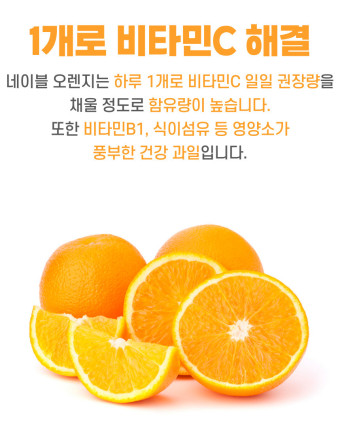 1개로 비타민C 해결
네이블 오렌지는 하루 1개로 비타민C 일일 권장량을
채울 정도로 함유량이 높습니다.
또한 비타민B1, 식이섬유 등 영양소가
풍부한 건강 과일입니다.